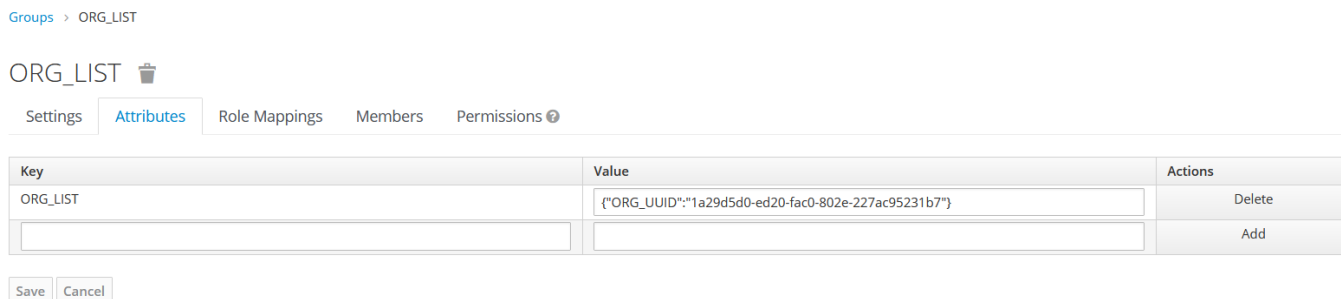 Groups > ORG_LIST
ORG_LIST
Settings Attributes Role Mappings Members Permissions ?
Key Value Actions
ORG_LIST {"ORG_UUID":"1a29d5d0-ed20-fac0-802e-227ac95231b7"} Delete
Add
Save Cancel